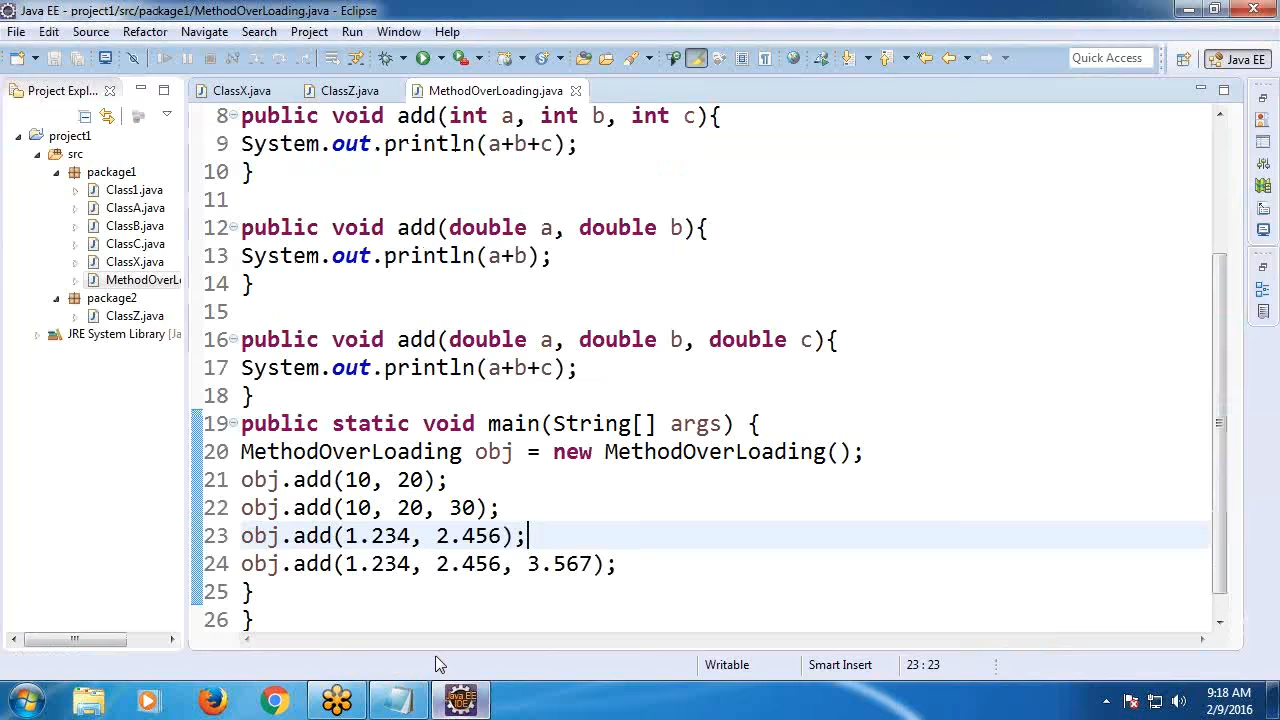 Java EE - project1/src/package1/MethodOverLoading.java - Eclipse
File Edit Source Refactor Navigate Search Project Run Window Help
Quick Access
Java EE
Project Expl...
ClassX.java
ClassZ.java
MethodOverLoading.java
project1
src
package1
Class1.java
ClassA.java
ClassB.java
ClassC.java
ClassX.java
MethodOverL
package2
ClassZ.java
JRE System Library [Ja
8 public void add(int a, int b, int c){
9 System.out.println(a+b+c);
10 }
11
12 public void add(double a, double b){
13 System.out.println(a+b);
14 }
15
16 public void add(double a, double b, double c){
17 System.out.println(a+b+c);
18 }
19 public static void main(String[] args) {
20 MethodOverLoading obj = new MethodOverLoading();
21 obj.add(10, 20);
22 obj.add(10, 20, 30);
23 obj.add(1.234, 2.456);
24 obj.add(1.234, 2.456, 3.567);
25 }
26 }
Writable
Smart Insert
23 : 23
Java EE
IDE
9:18 AM
2/9/2016